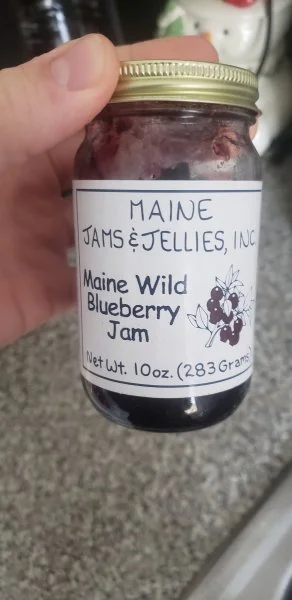 MAINE
JAMS & JELLIES, INC
Maine Wild
Blueberry
Jam
Net Wt. 10oz. (283 Grams)